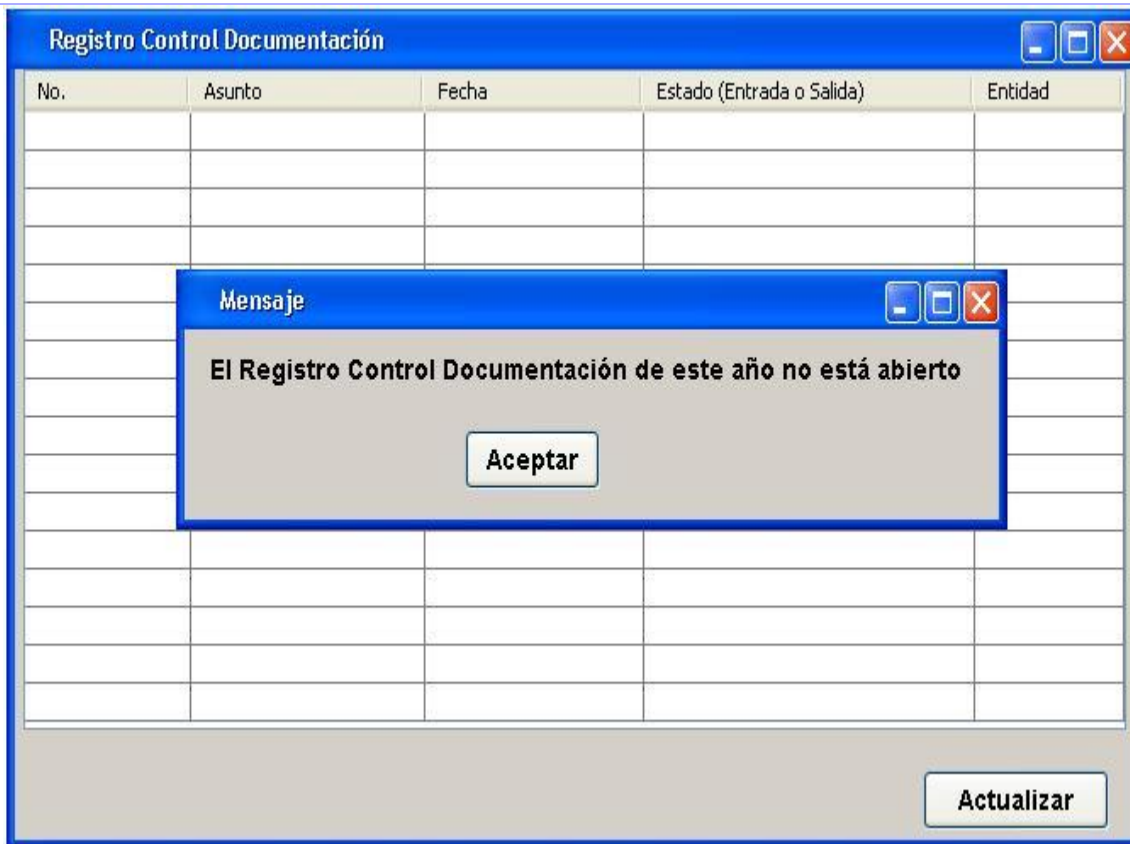 Registro Control Documentación
No. Asunto Fecha Estado (Entrada o Salida) Entidad
Mensaje
El Registro Control Documentación de este año no está abierto
Aceptar
Actualizar